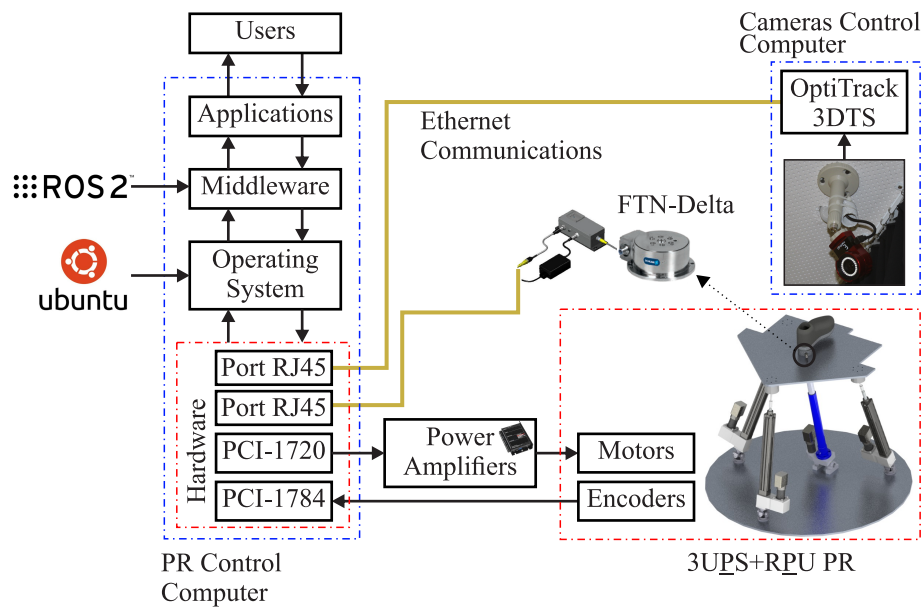 Users
Cameras Control
Computer
Applications
OptiTrack
3DTS
Ethernet
Communications
ROS 2
Middleware
FTN-Delta
ubuntu
Operating
System
Hardware
Port RJ45
Port RJ45
PCI-1720
Power
Amplifiers
Motors
PCI-1784
Encoders
PR Control
Computer
3UPS+RPU PR